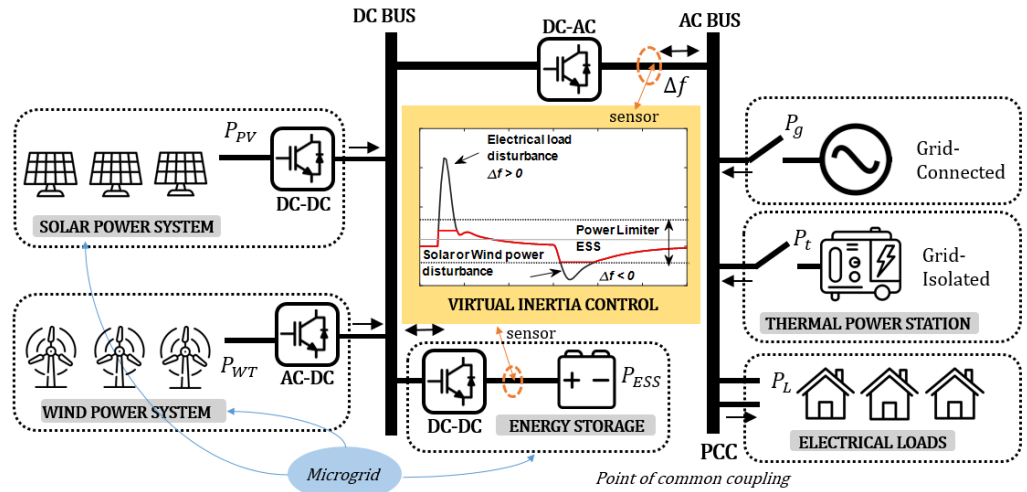 DC BUS
AC BUS
DC-AC
Δf
sensor
P_PV
DC-DC
SOLAR POWER SYSTEM
Electrical load
disturbance
Δf > 0
Power Limiter
ESS
Solar or Wind power
disturbance
Δf < 0
VIRTUAL INERTIA CONTROL
P_g
Grid-
Connected
P_t
Grid-
Isolated
THERMAL POWER STATION
P_WT
AC-DC
WIND POWER SYSTEM
sensor
P_ESS
DC-DC
ENERGY STORAGE
P_L
ELECTRICAL LOADS
PCC
Microgrid
Point of common coupling